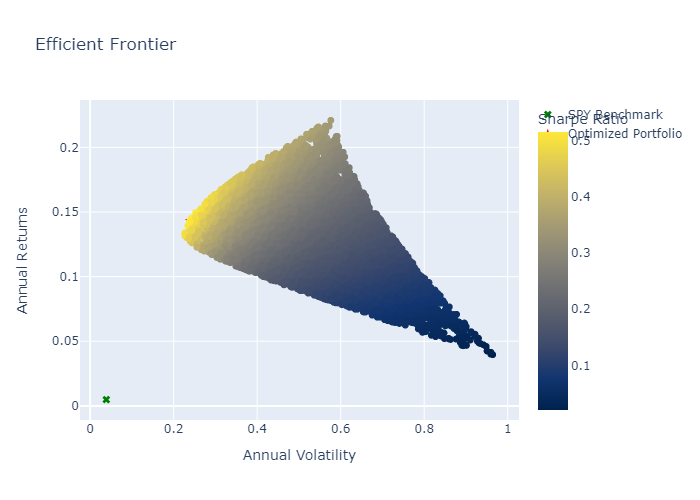 Efficient Frontier
SPY Benchmark
Sharpe Ratio
Optimized Portfolio
0.5
0.4
0.3
0.2
0.1
0.2
0.15
0.1
0.05
0
Annual Returns
0
0.2
0.4
0.6
0.8
1
Annual Volatility